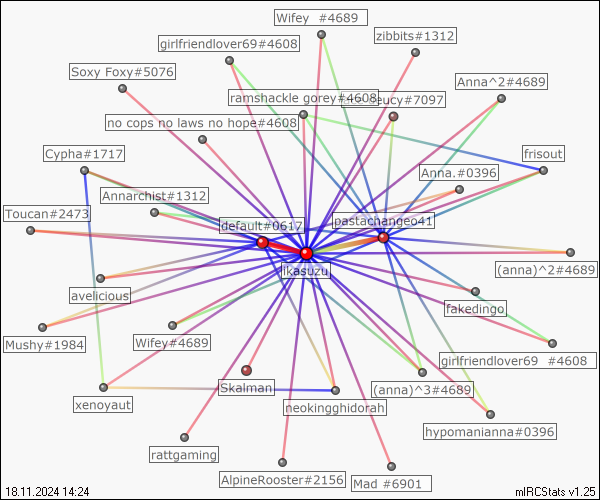 Wifey  #4689
girlfriendlover69#4608
zibbits#1312
Soxy Foxy#5076
Anna^2#4689
ramshackle gorey#4608
deucy#7097
no cops no laws no hope#4608
Cypha#1717
frisout
Anna.#0396
Annarchist#1312
Toucan#2473
default#0617
pastachangeo41
ikasuzu
(anna)^2#4689
avelicious
fakedingo
Mushy#1984
Wifey#4689
girlfriendlover69  #4608
Skalman
(anna)^3#4689
xenoyaut
neokingghidorah
hypomanianna#0396
rattgaming
AlpineRooster#2156
Mad #6901
18.11.2024 14:24
mIRCStats v1.25